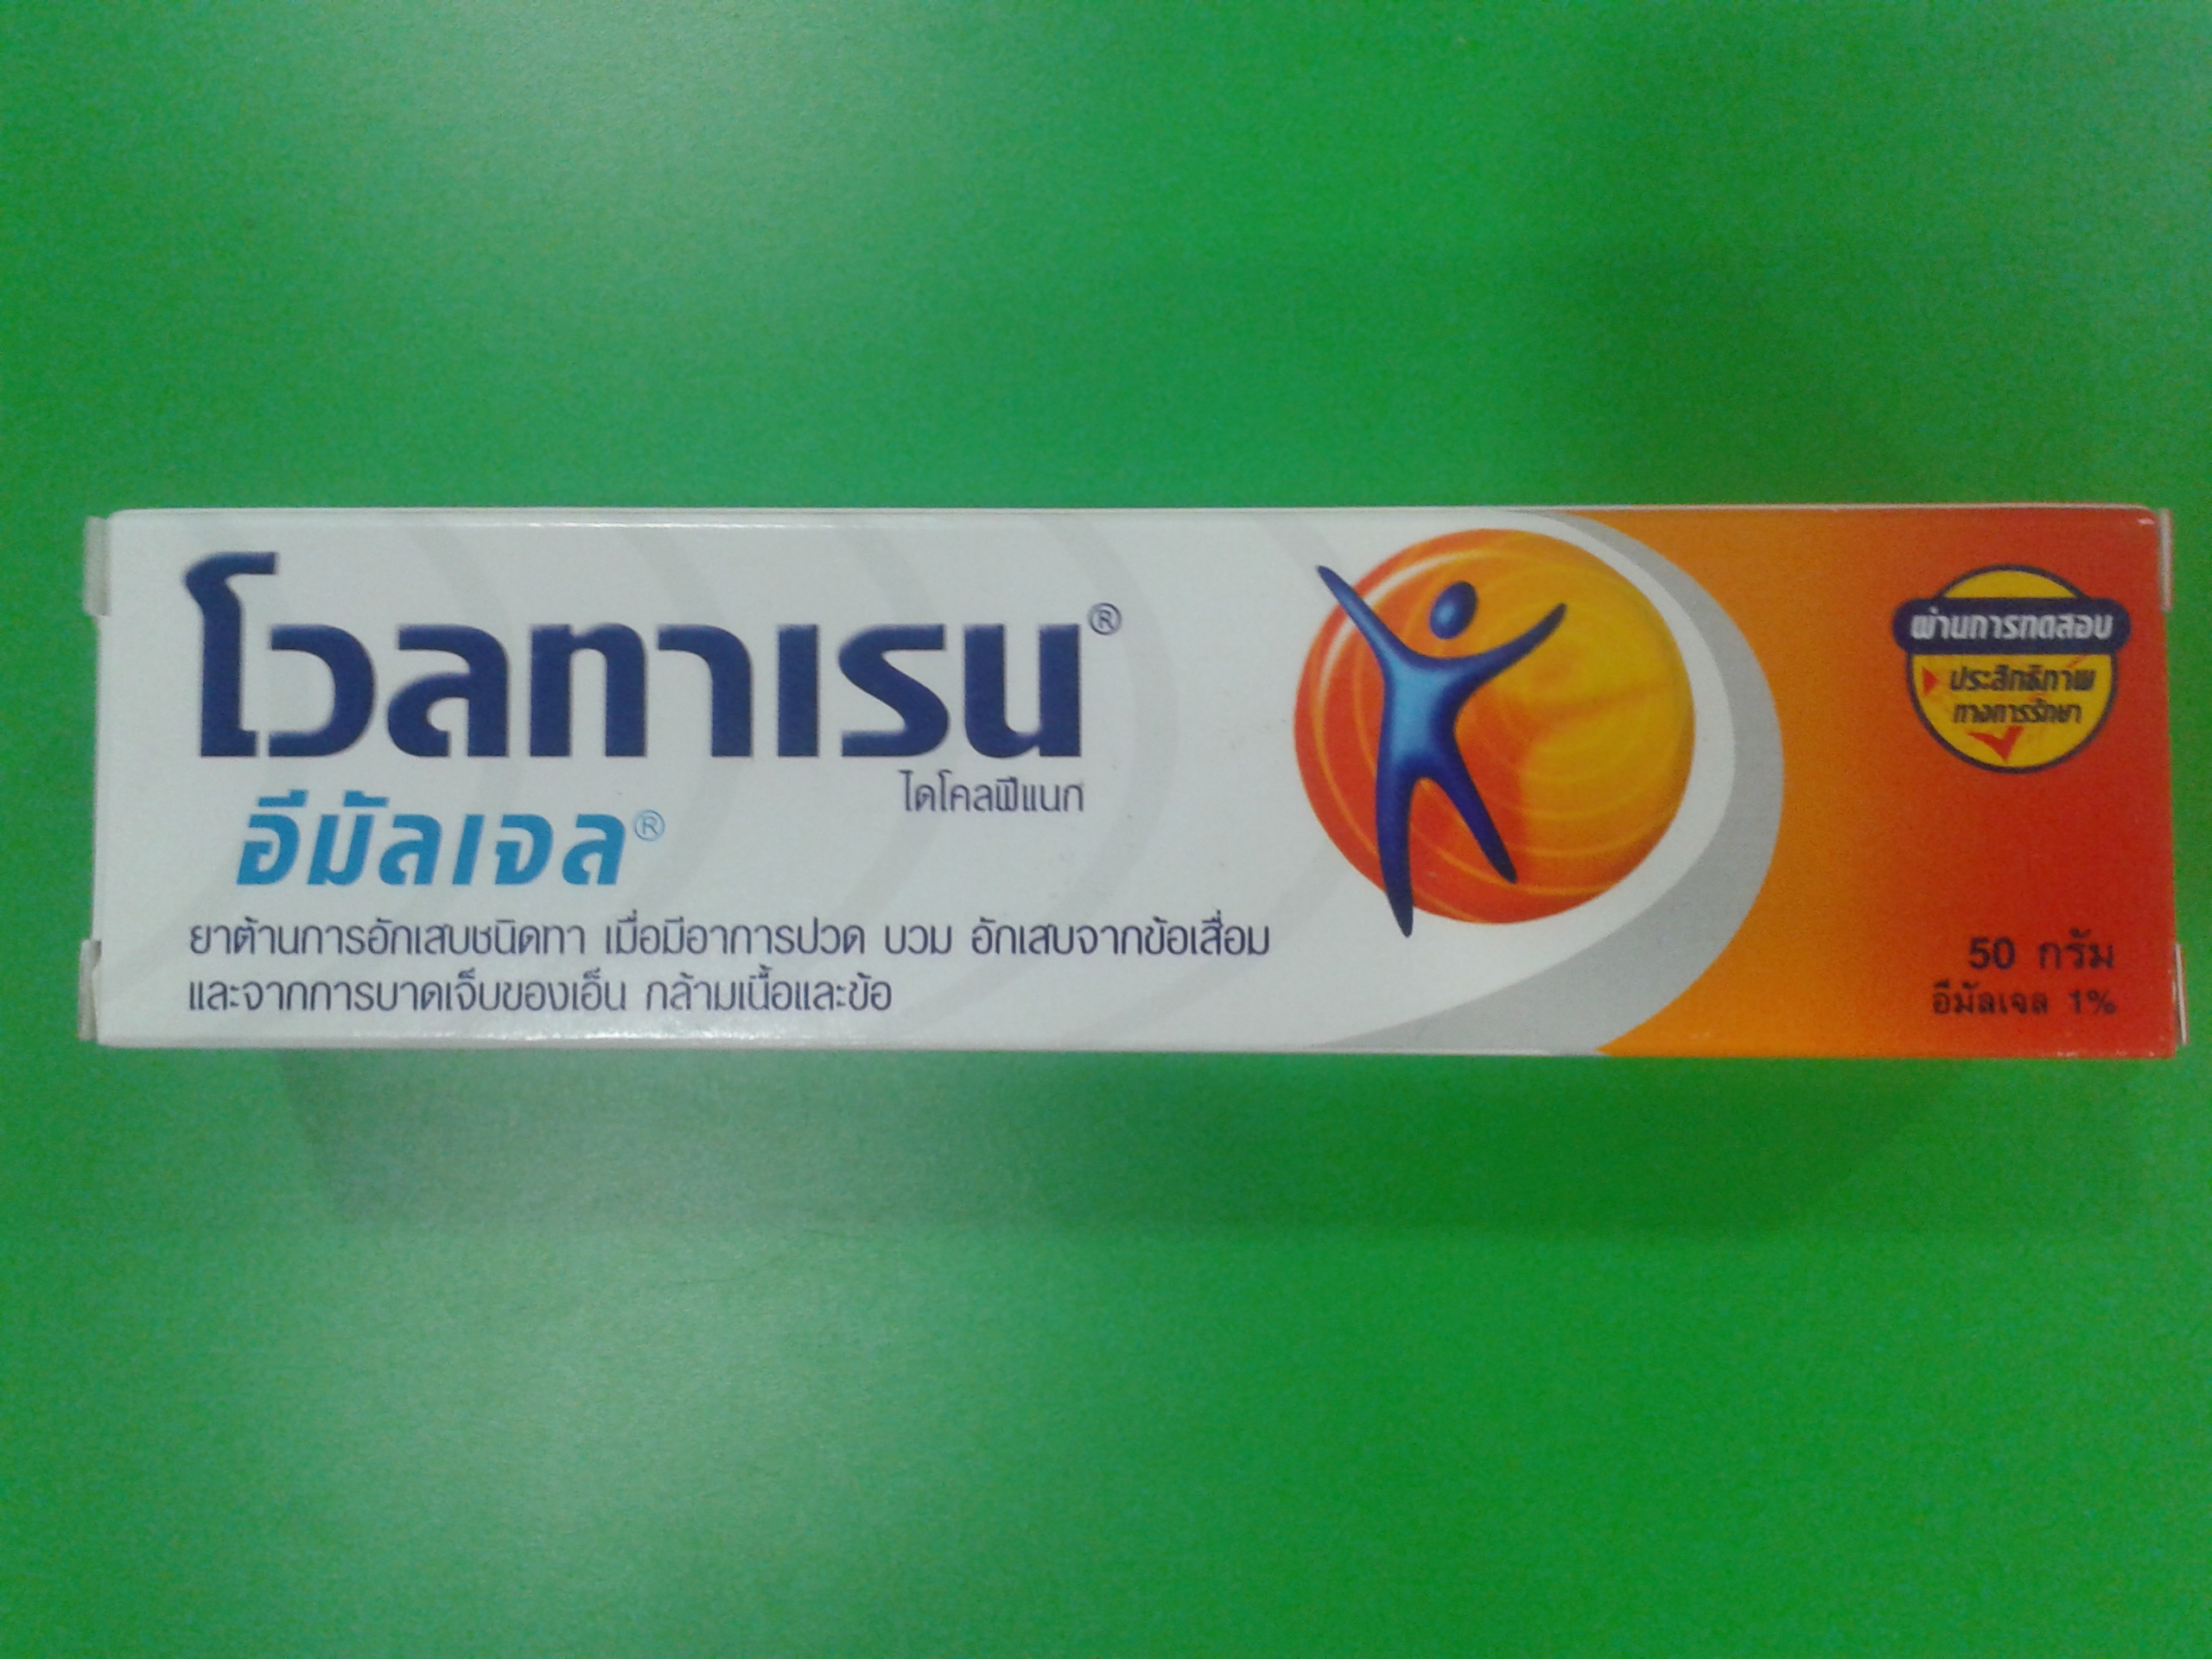 โวลทาเรน®
ไดโคลฟีแนก
อีมัลเจล®
ยาต้านการอักเสบชนิดทา เมื่อมีอาการปวด บวม อักเสบจากข้อเสื่อม
และจากการบาดเจ็บของเอ็น กล้ามเนื้อและข้อ
ผ่านการทดสอบ
ประสิทธิภาพ
ทางการรักษา
50 กรัม
อีมัลเจล 1%